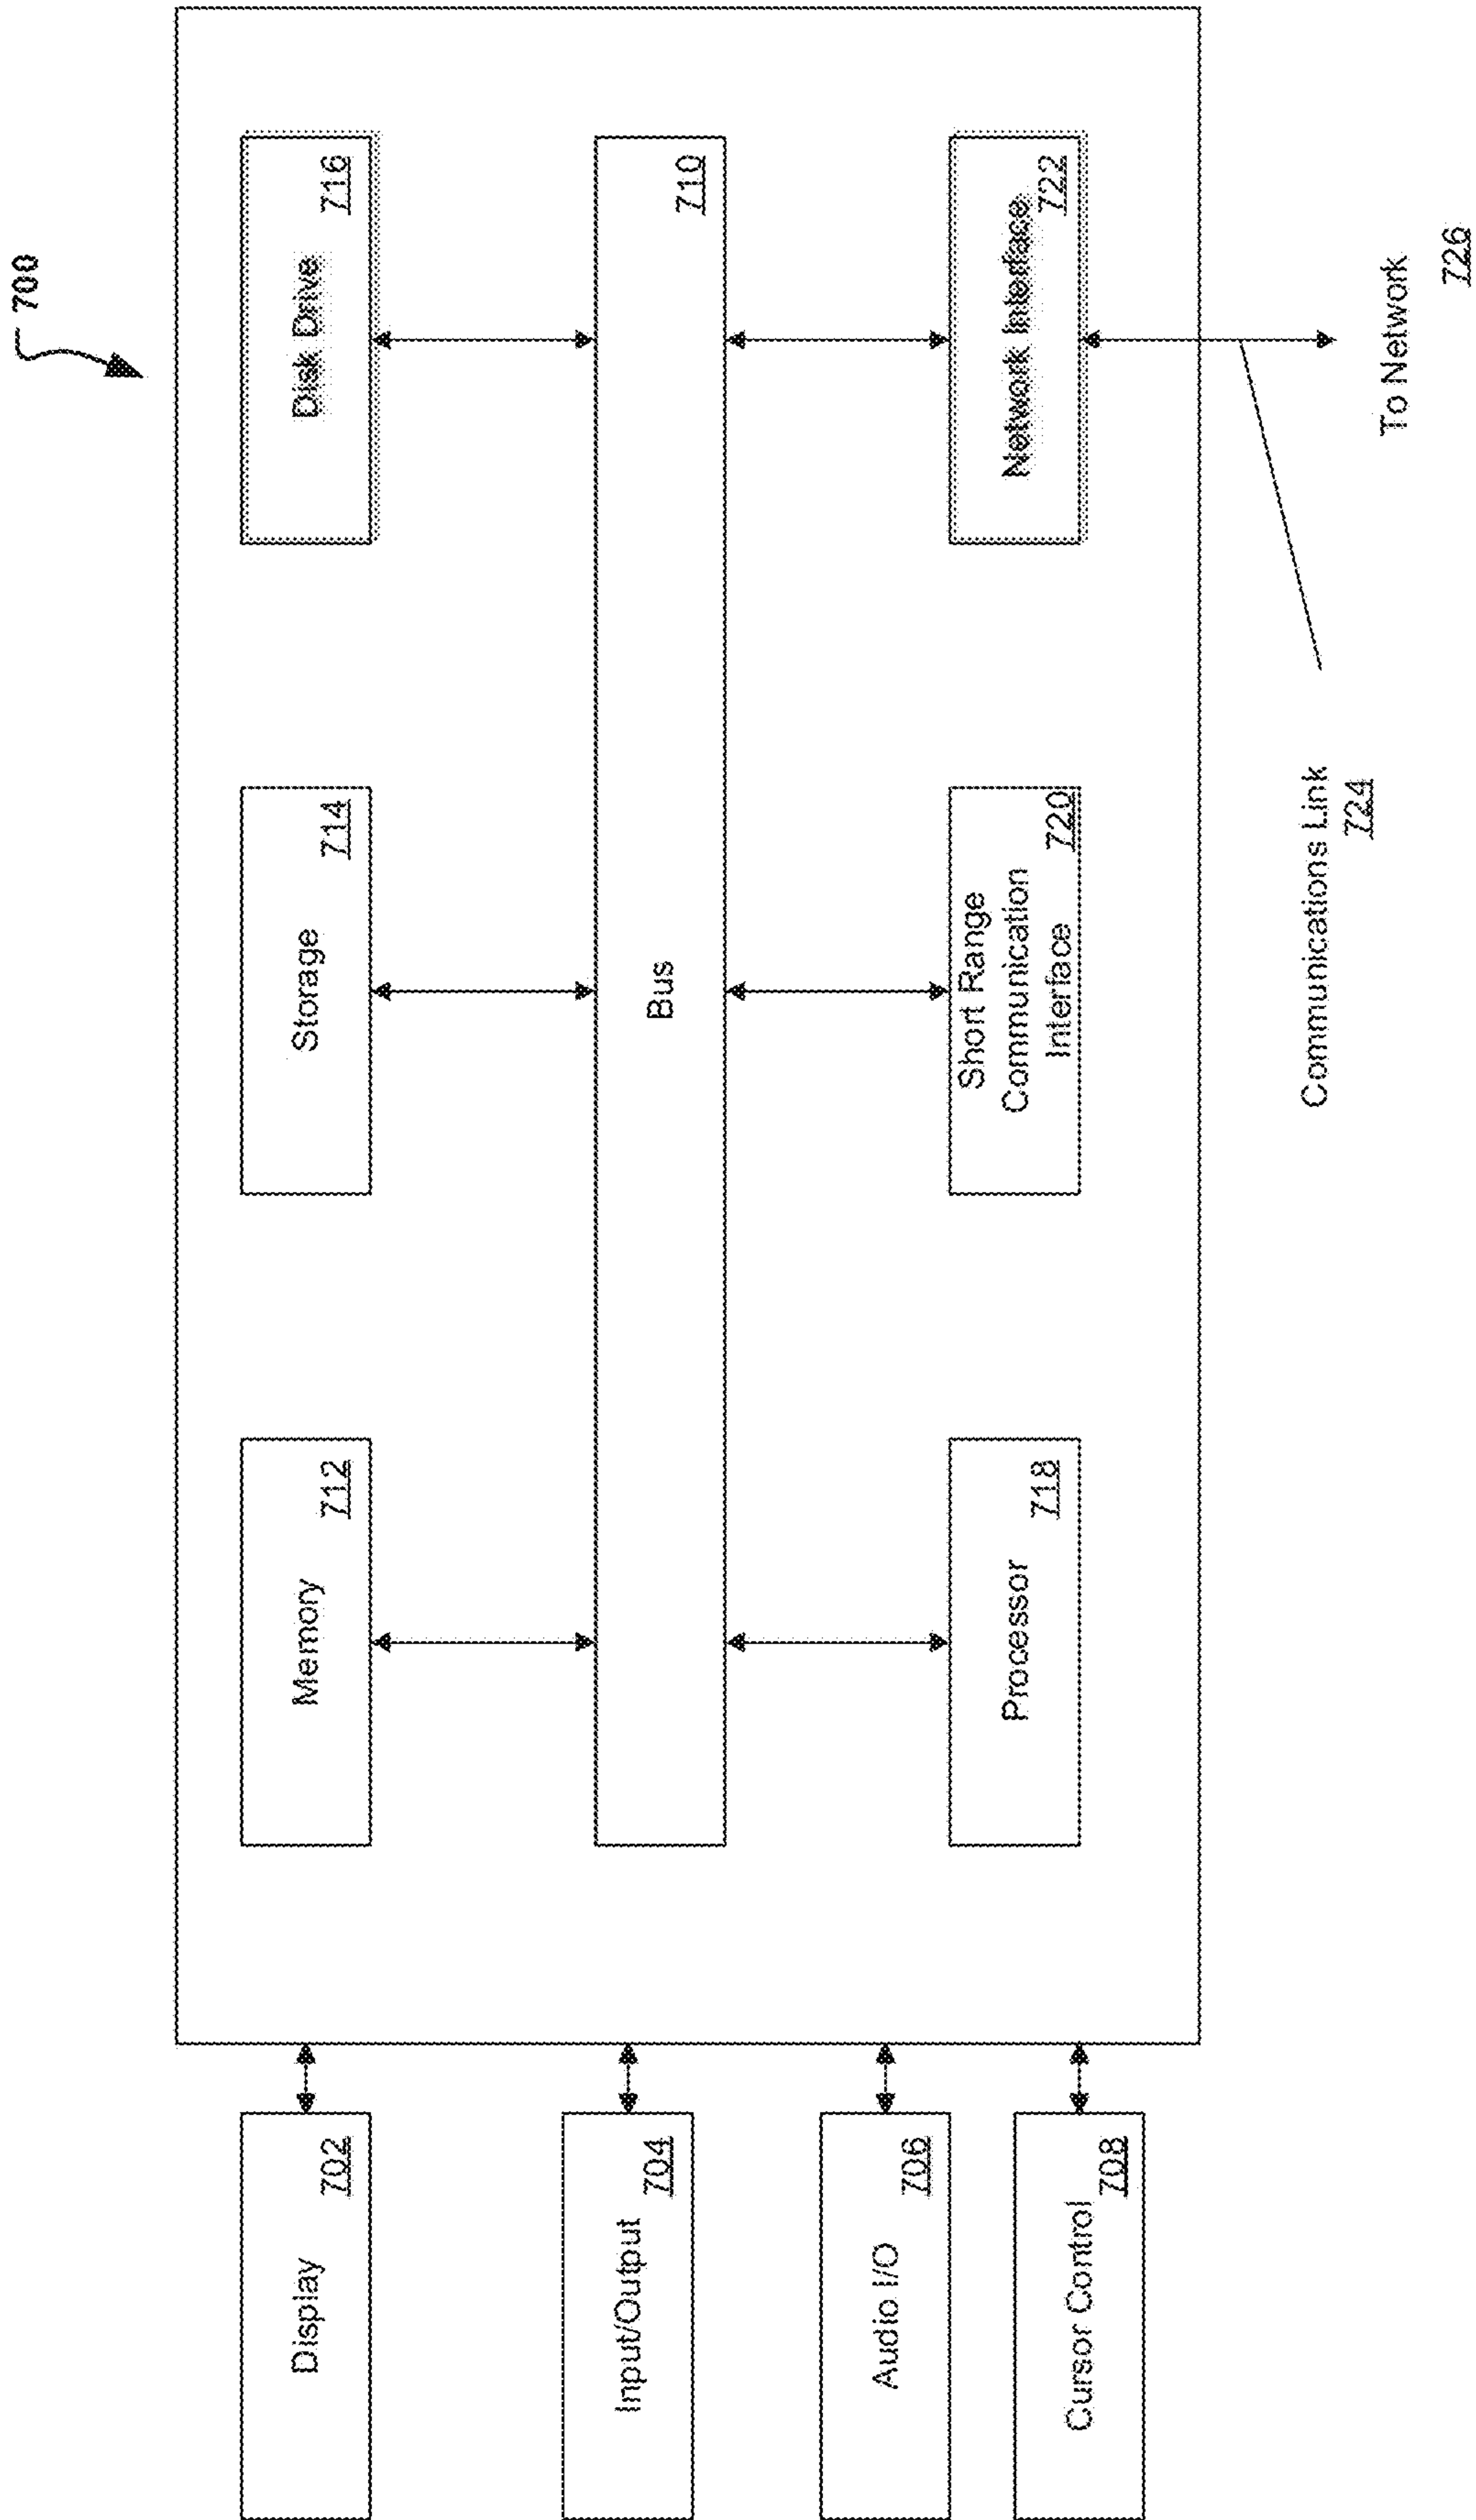 700
Display
702
Memory
712
Storage
714
Disk Drive
716
Input/Output
704
Bus
710
Audio I/O
706
Cursor Control
708
Processor
718
Short Range
Communication
Interface
720
Network Interface
722
Communications Link
724
To Network
726